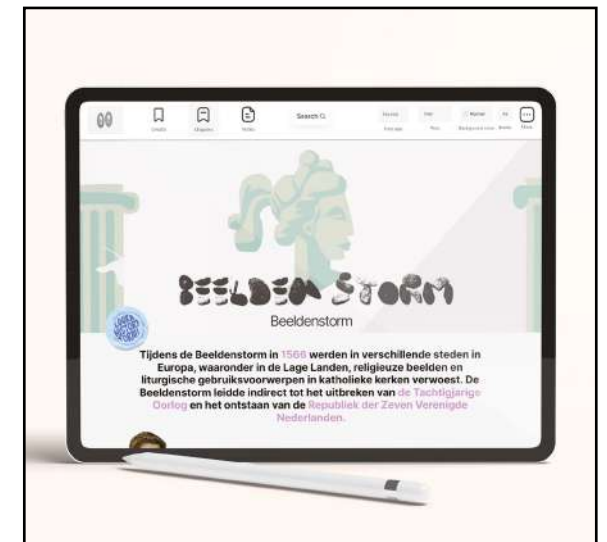 Search
BEELDEN STORM
Beeldenstorm
Tijdens de Beeldenstorm in 1566 werden in verschillende steden in
Europa, waaronder in de Lage Landen, religieuze beelden en
liturgische gebruiksvoorwerpen in katholieke kerken verwoest. De
Beeldenstorm leidde indirect tot het uitbreken van de Tachtigjarige
Oorlog en het ontstaan van de Republiek der Zeven Verenigde
Nederlanden.